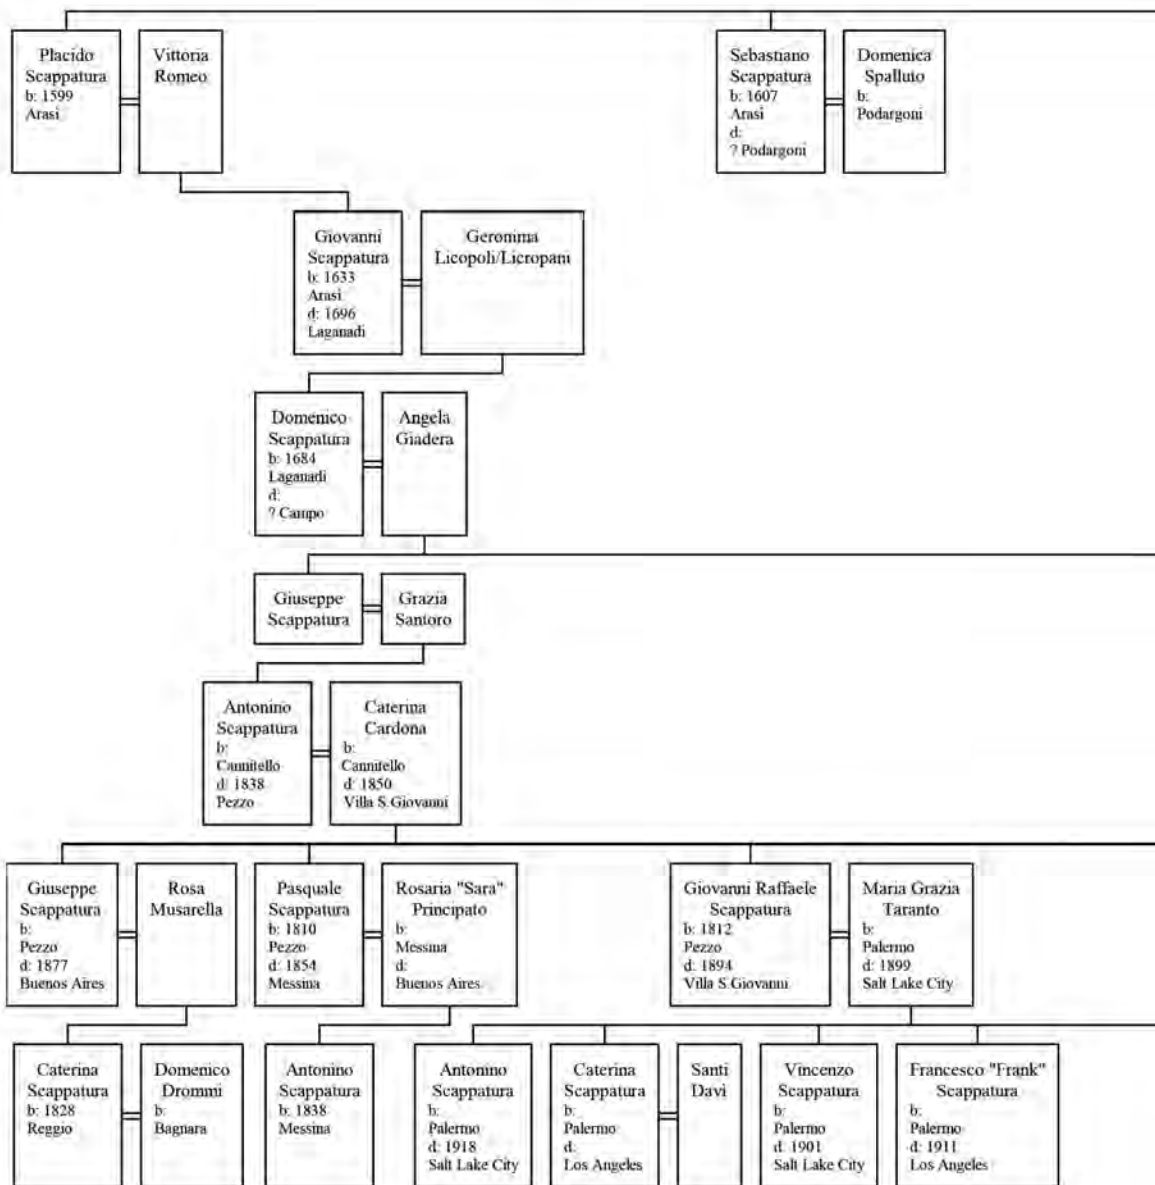 Placido
Scappatura
b: 1599
Arasi
Vittoria
Romeo
Sebastiano
Scappatura
b: 1607
Arasi
d:
? Podargoni
Domenica
Spalluto
b:
Podargoni
Giovanni
Scappatura
b: 1633
Arasi
d: 1696
Laganadi
Geronima
Licopoli/Licropani
Domenico
Scappatura
b: 1684
Laganadi
d:
? Campo
Angela
Giadera
Giuseppe
Scappatura
Grazia
Santoro
Antonino
Scappatura
b:
Cannitello
d: 1838
Pezzo
Caterina
Cardona
b:
Cannitello
d: 1850
Villa S.Giovanni
Giuseppe
Scappatura
b:
Pezzo
d: 1877
Buenos Aires
Rosa
Musarella
Pasquale
Scappatura
b: 1810
Pezzo
d: 1854
Messina
Rosaria "Sara"
Principato
b:
Messina
d:
Buenos Aires
Giovanni Raffaele
Scappatura
b: 1812
Pezzo
d: 1894
Villa S.Giovanni
Maria Grazia
Taranto
b:
Palermo
d: 1899
Salt Lake City
Caterina
Scappatura
b: 1828
Reggio
Domenico
Dromni
b:
Bagnara
Antonino
Scappatura
b: 1838
Messina
Antonino
Scappatura
b:
Palermo
d: 1918
Salt Lake City
Caterina
Scappatura
b:
Palermo
d:
Los Angeles
Santi
Davi
Vincenzo
Scappatura
b:
Palermo
d: 1901
Salt Lake City
Francesco "Frank"
Scappatura
b:
Palermo
d: 1911
Los Angeles